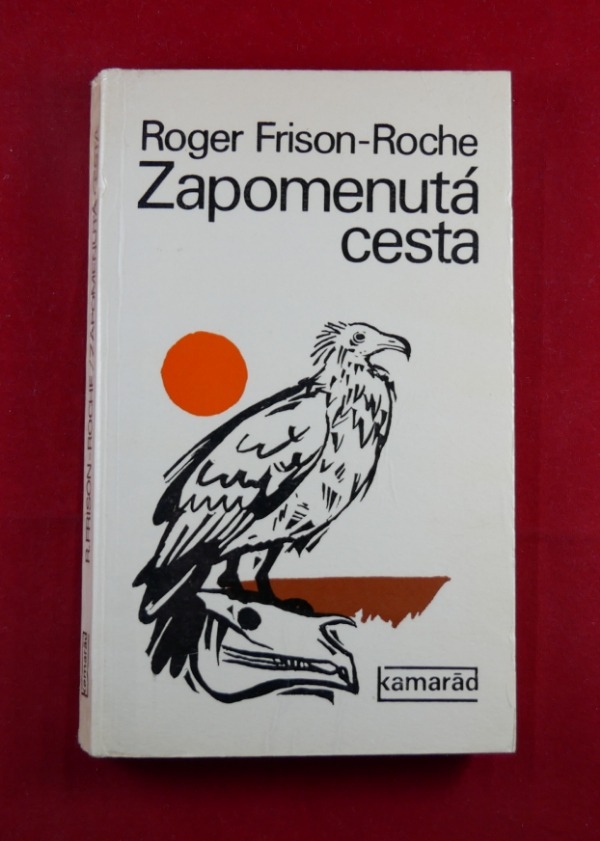 Roger Frison-Roche
Zapomenutá
cesta
kamarád
R. FRISON-ROCHE // ZAPOMENUTÁ CESTA
kamarád